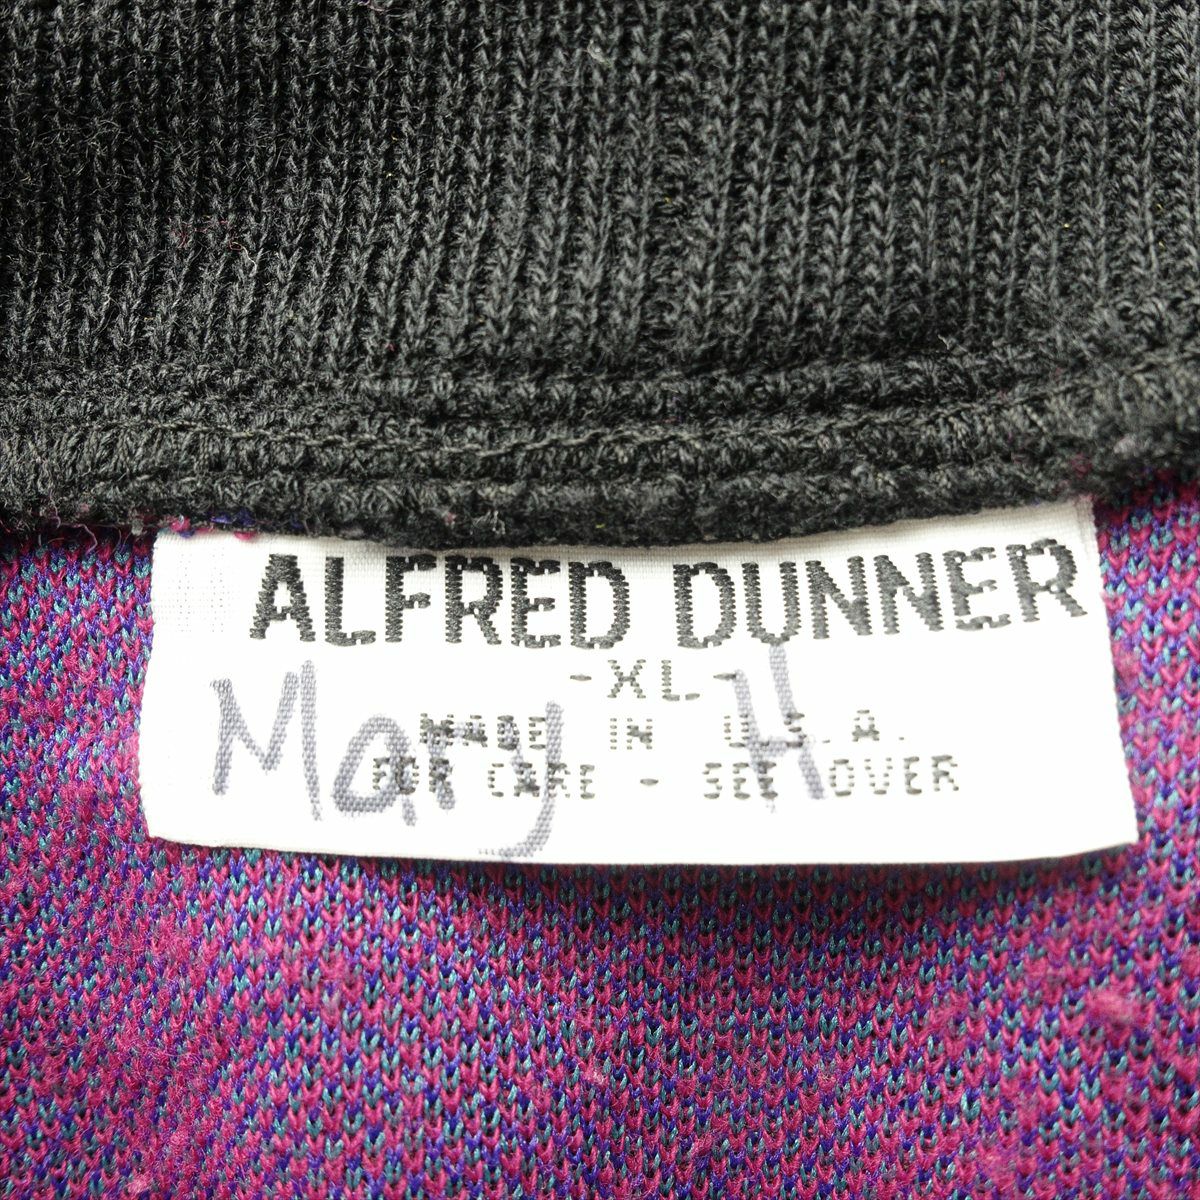 ALFRED DUNNER
-XL-
Mary H
MADE IN U.S.A.
FOR CARE - SEE OVER